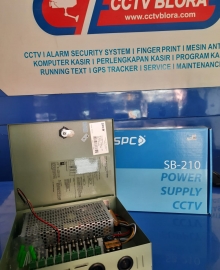 CCTV BLORA
www.cctvblora.com
CCTV | ALARM SECURITY SYSTEM | FINGER PRINT | MESIN ANT
KOMPUTER KASIR | PERLENGKAPAN KASIR | PROGRAM KA
RUNNING TEXT | GPS TRACKER | SERVICE | MAINTENANC
SPC
SB-210
POWER
SUPPLY
CCTV